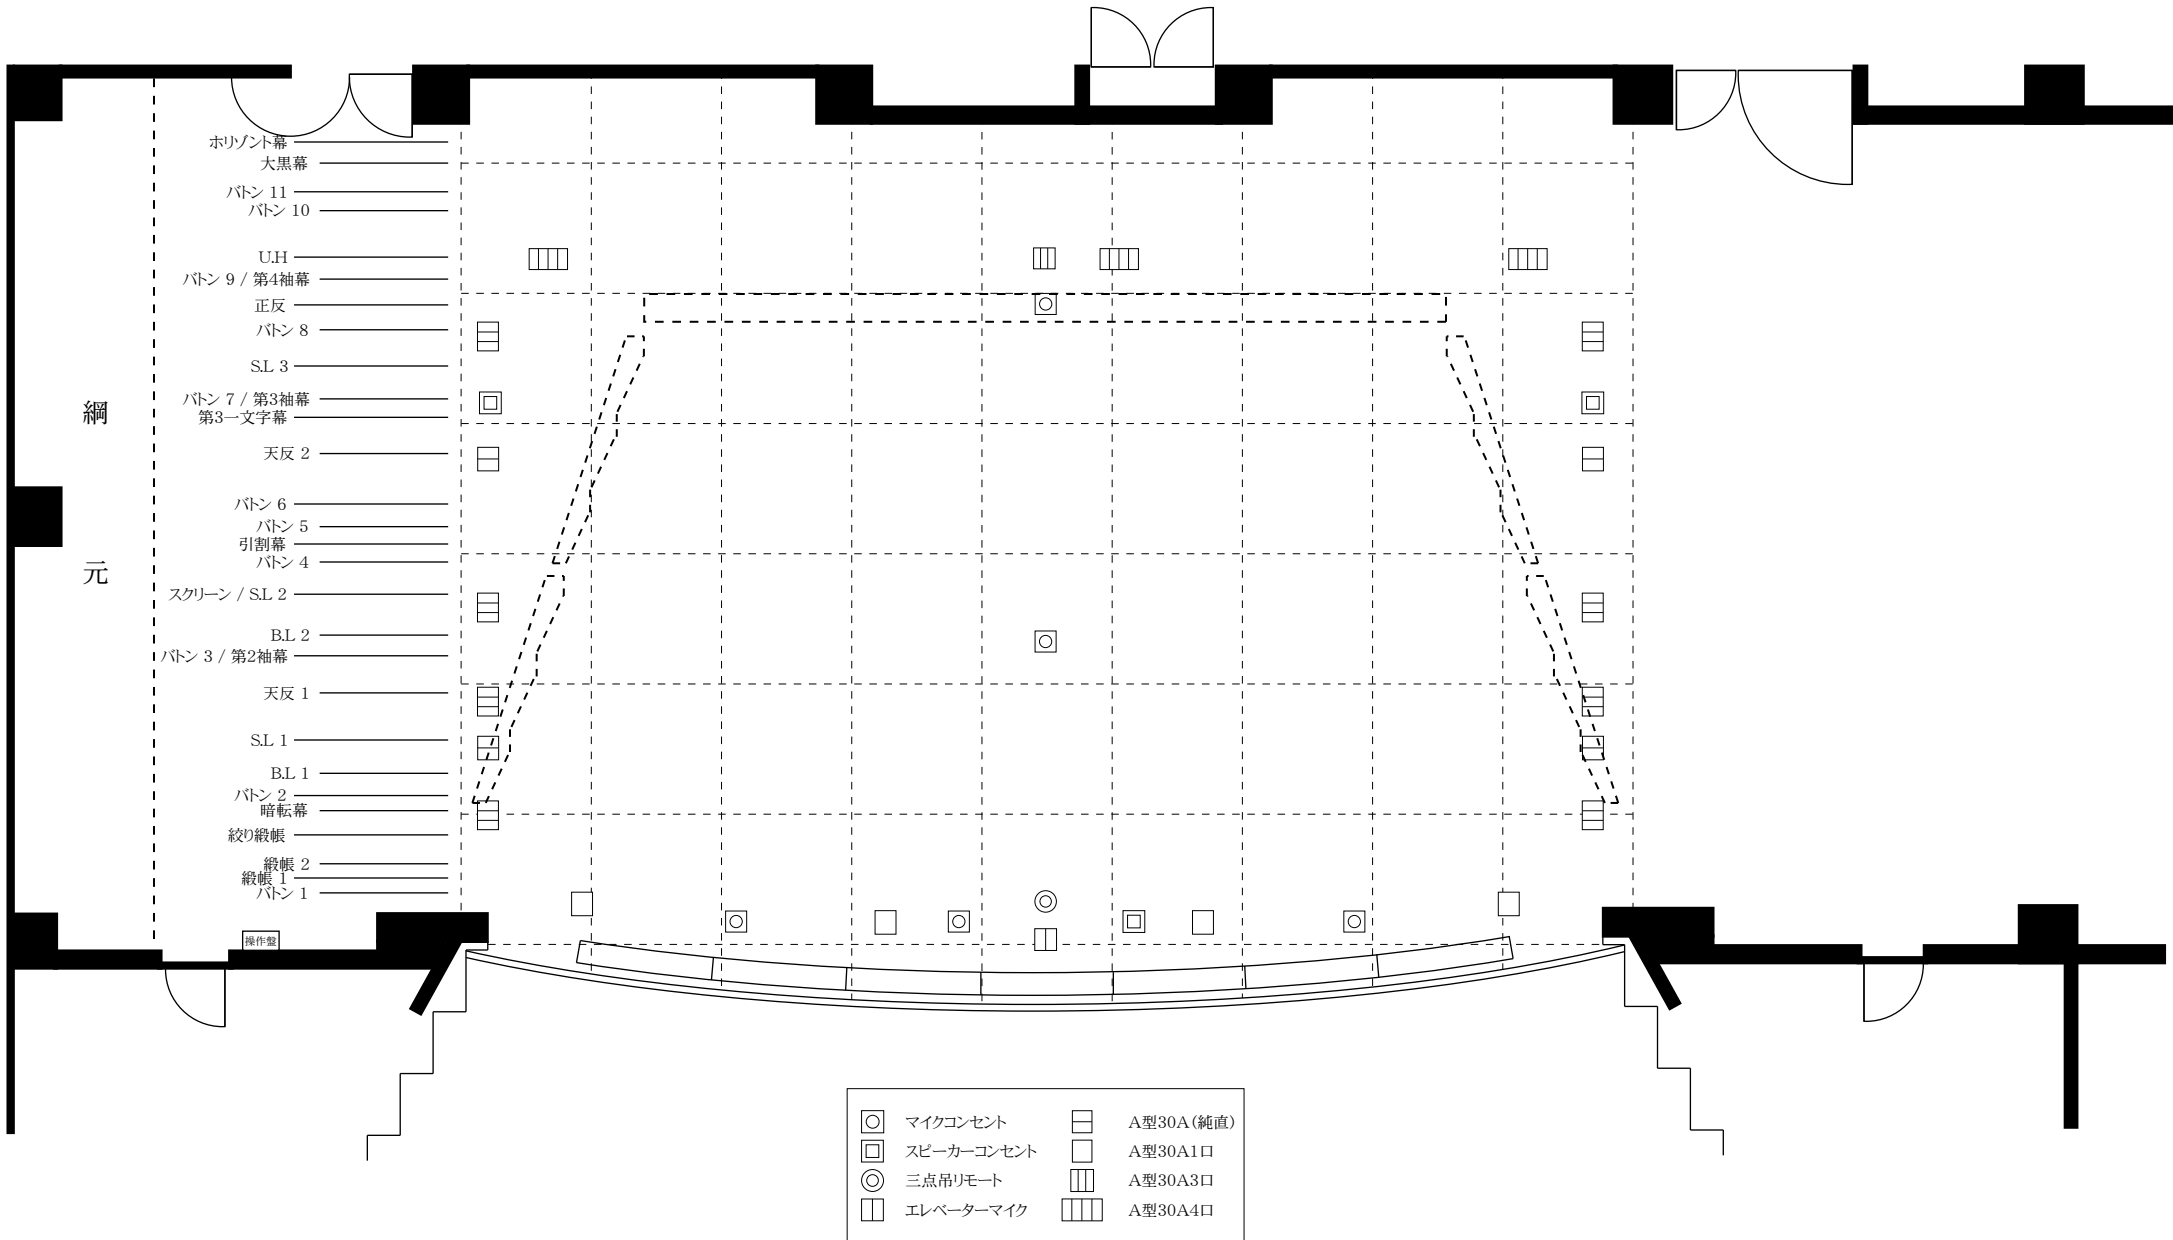 ホリゾント幕
大黒幕
バトン 11
バトン 10
U.H
バトン 9 / 第4袖幕
正反
バトン 8
S.L 3
バトン 7 / 第3袖幕
第3一文字幕
天反 2
バトン 6
バトン 5
引割幕
バトン 4
スクリーン / S.L 2
B.L 2
バトン 3 / 第2袖幕
天反 1
S.L 1
B.L 1
バトン 2
暗転幕
絞り緞帳
緞帳 2
緞帳 1
バトン 1
綱
元
操作盤
マイクコンセント
スピーカーコンセント
三点吊リモート
エレベーターマイク
A型30A(純直)
A型30A1口
A型30A3口
A型30A4口